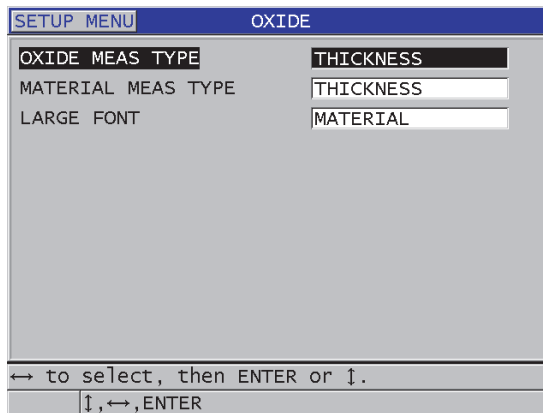 SETUP MENU OXIDE
OXIDE MEAS TYPE THICKNESS
MATERIAL MEAS TYPE THICKNESS
LARGE FONT MATERIAL
↔ to select, then ENTER or ↕.
↕,↔,ENTER